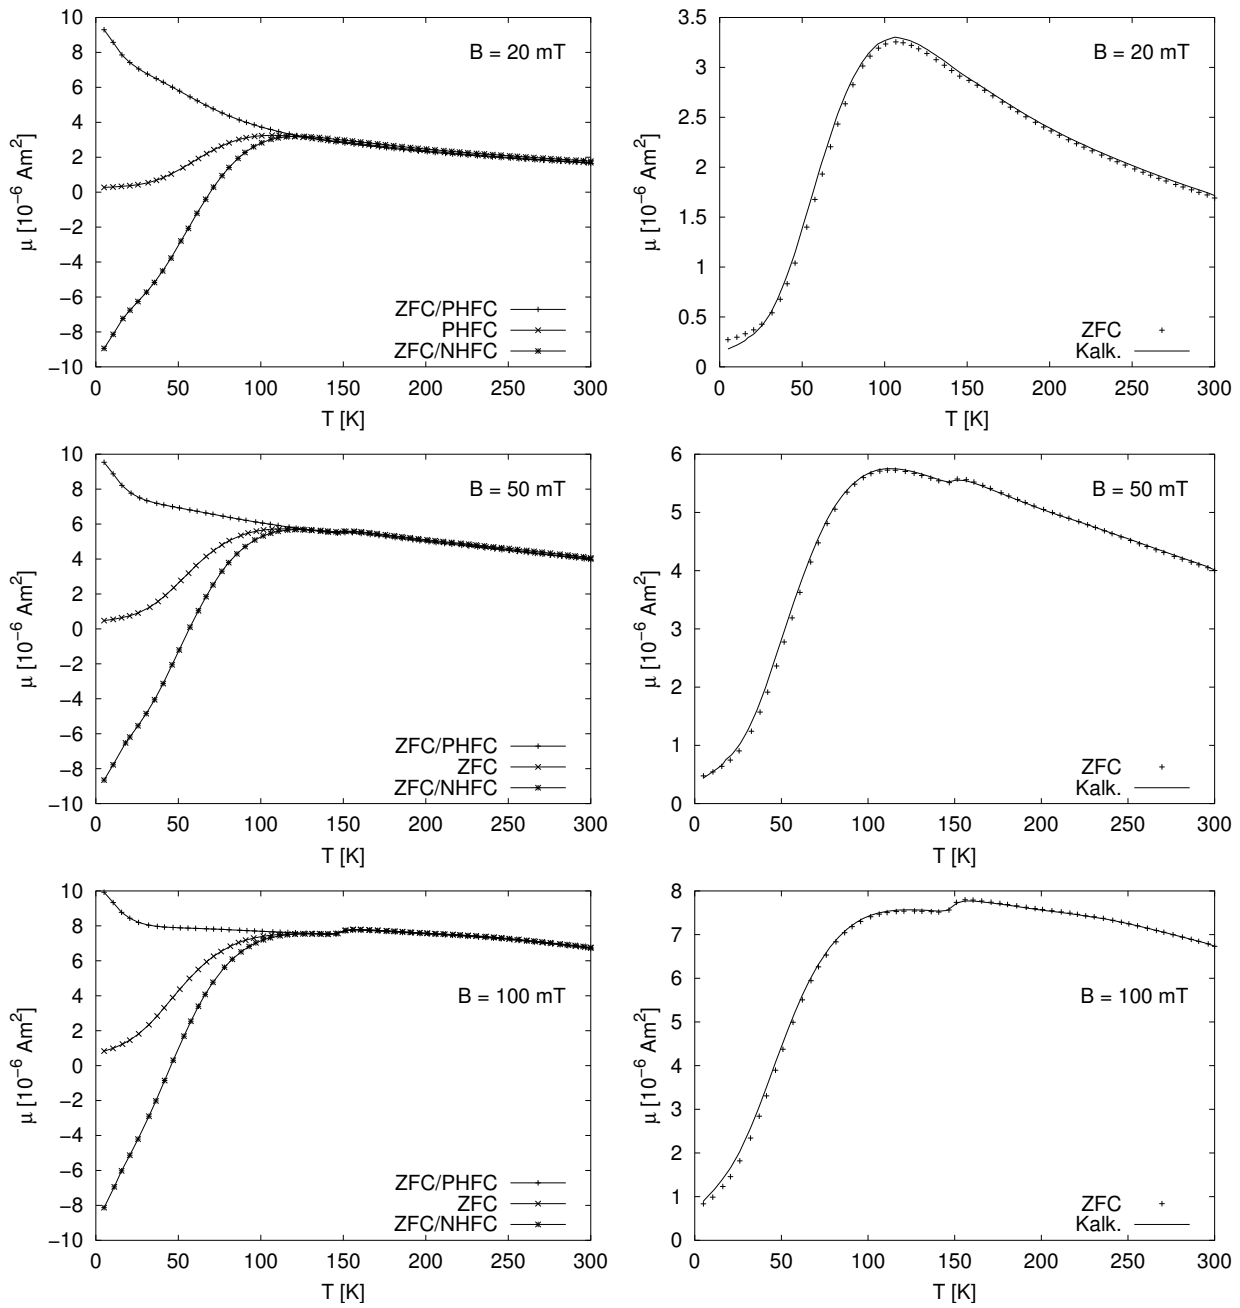 10
8
6
4
2
0
−2
−4
−6
−8
−10
μ [10⁻⁶ Am²]
B = 20 mT
ZFC/PHFC
PHFC
ZFC/NHFC
0 50 100 150 200 250 300
T [K]
3.5
3
2.5
2
1.5
1
0.5
0
μ [10⁻⁶ Am²]
B = 20 mT
ZFC
Kalk.
0 50 100 150 200 250 300
T [K]
10
8
6
4
2
0
−2
−4
−6
−8
−10
μ [10⁻⁶ Am²]
B = 50 mT
ZFC/PHFC
ZFC
ZFC/NHFC
0 50 100 150 200 250 300
T [K]
6
5
4
3
2
1
0
μ [10⁻⁶ Am²]
B = 50 mT
ZFC
Kalk.
0 50 100 150 200 250 300
T [K]
10
8
6
4
2
0
−2
−4
−6
−8
−10
μ [10⁻⁶ Am²]
B = 100 mT
ZFC/PHFC
ZFC
ZFC/NHFC
0 50 100 150 200 250 300
T [K]
8
7
6
5
4
3
2
1
0
μ [10⁻⁶ Am²]
B = 100 mT
ZFC
Kalk.
0 50 100 150 200 250 300
T [K]